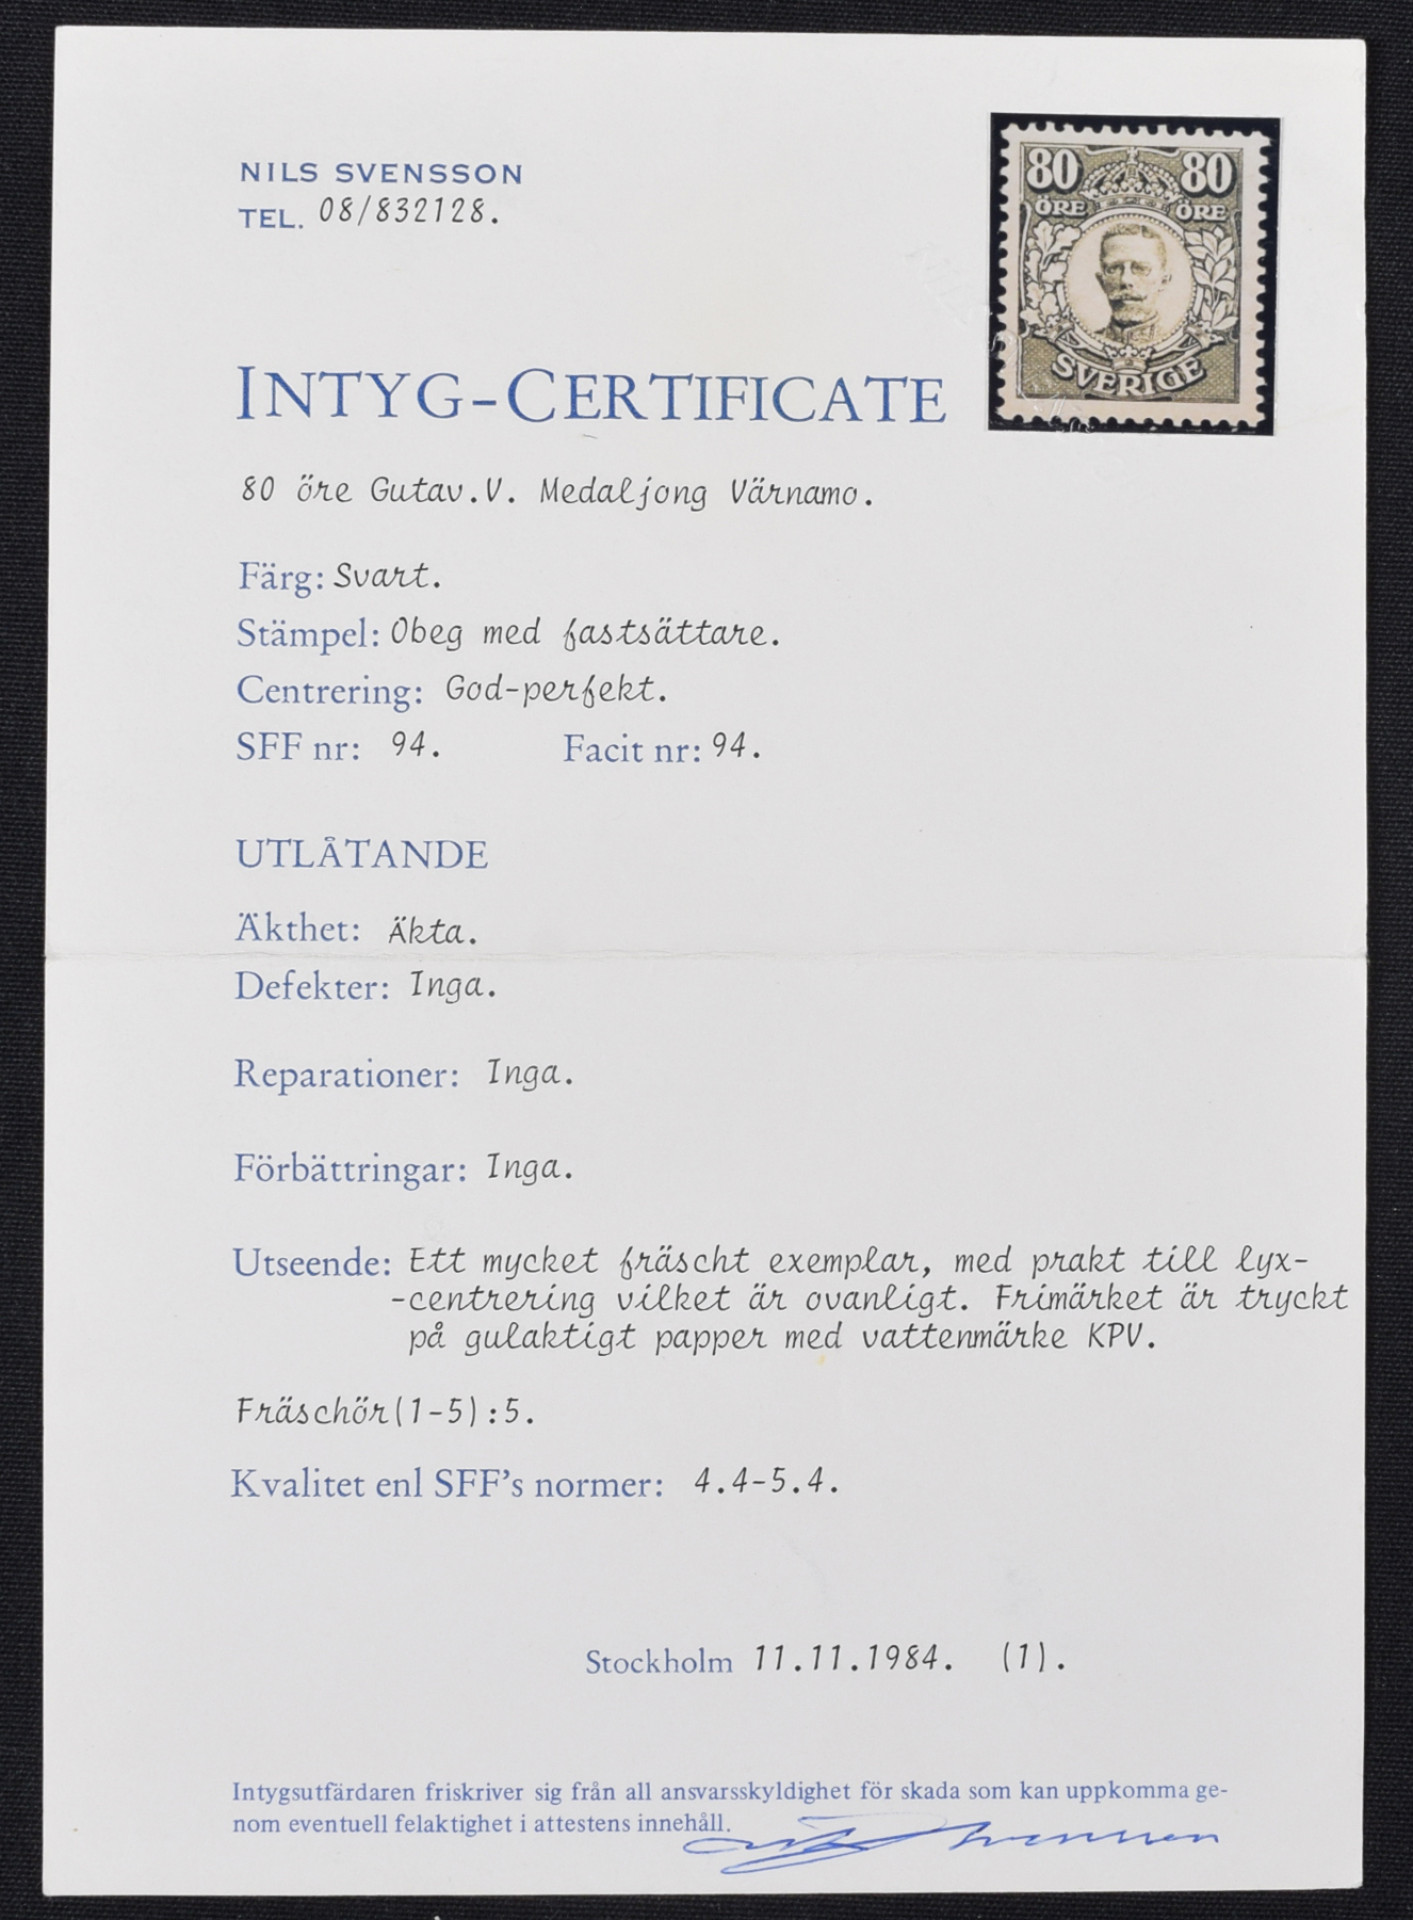 NILS SVENSSON
TEL. 08/832128.
80 80
ÖRE ÖRE
SVERIGE
INTYG-CERTIFICATE
80 öre Gutav.V. Medaljong Värnamo.
Färg: Svart.
Stämpel: Obeg med fastsättare.
Centrering: God-perfekt.
SFF nr: 94. Facit nr: 94.
UTLÅTANDE
Äkthet: Äkta.
Defekter: Inga.
Reparationer: Inga.
Förbättringar: Inga.
Utseende: Ett mycket fräscht exemplar, med prakt till lyx-
-centrering vilket är ovanligt. Frimärket är tryckt
på gulaktigt papper med vattenmärke KPV.
Fräschör(1-5):5.
Kvalitet enl SFF's normer: 4.4-5.4.
Stockholm 11.11.1984. (1).
Intygsutfärdaren friskriver sig från all ansvarsskyldighet för skada som kan uppkomma ge-
nom eventuell felaktighet i attestens innehåll.
Nils Svensson